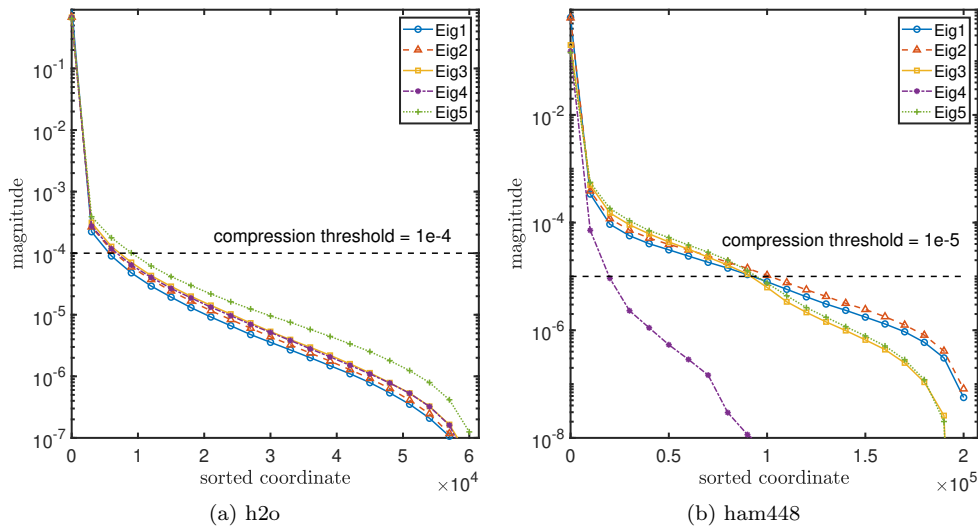 10^-1
10^-2
10^-3
10^-4
10^-5
10^-6
10^-7
magnitude
Eig1
Eig2
Eig3
Eig4
Eig5
compression threshold = 1e-4
0 1 2 3 4 5 6
sorted coordinate
×10^4
(a) h2o
10^-2
10^-4
10^-6
10^-8
magnitude
Eig1
Eig2
Eig3
Eig4
Eig5
compression threshold = 1e-5
0 0.5 1 1.5 2
sorted coordinate
×10^5
(b) ham448